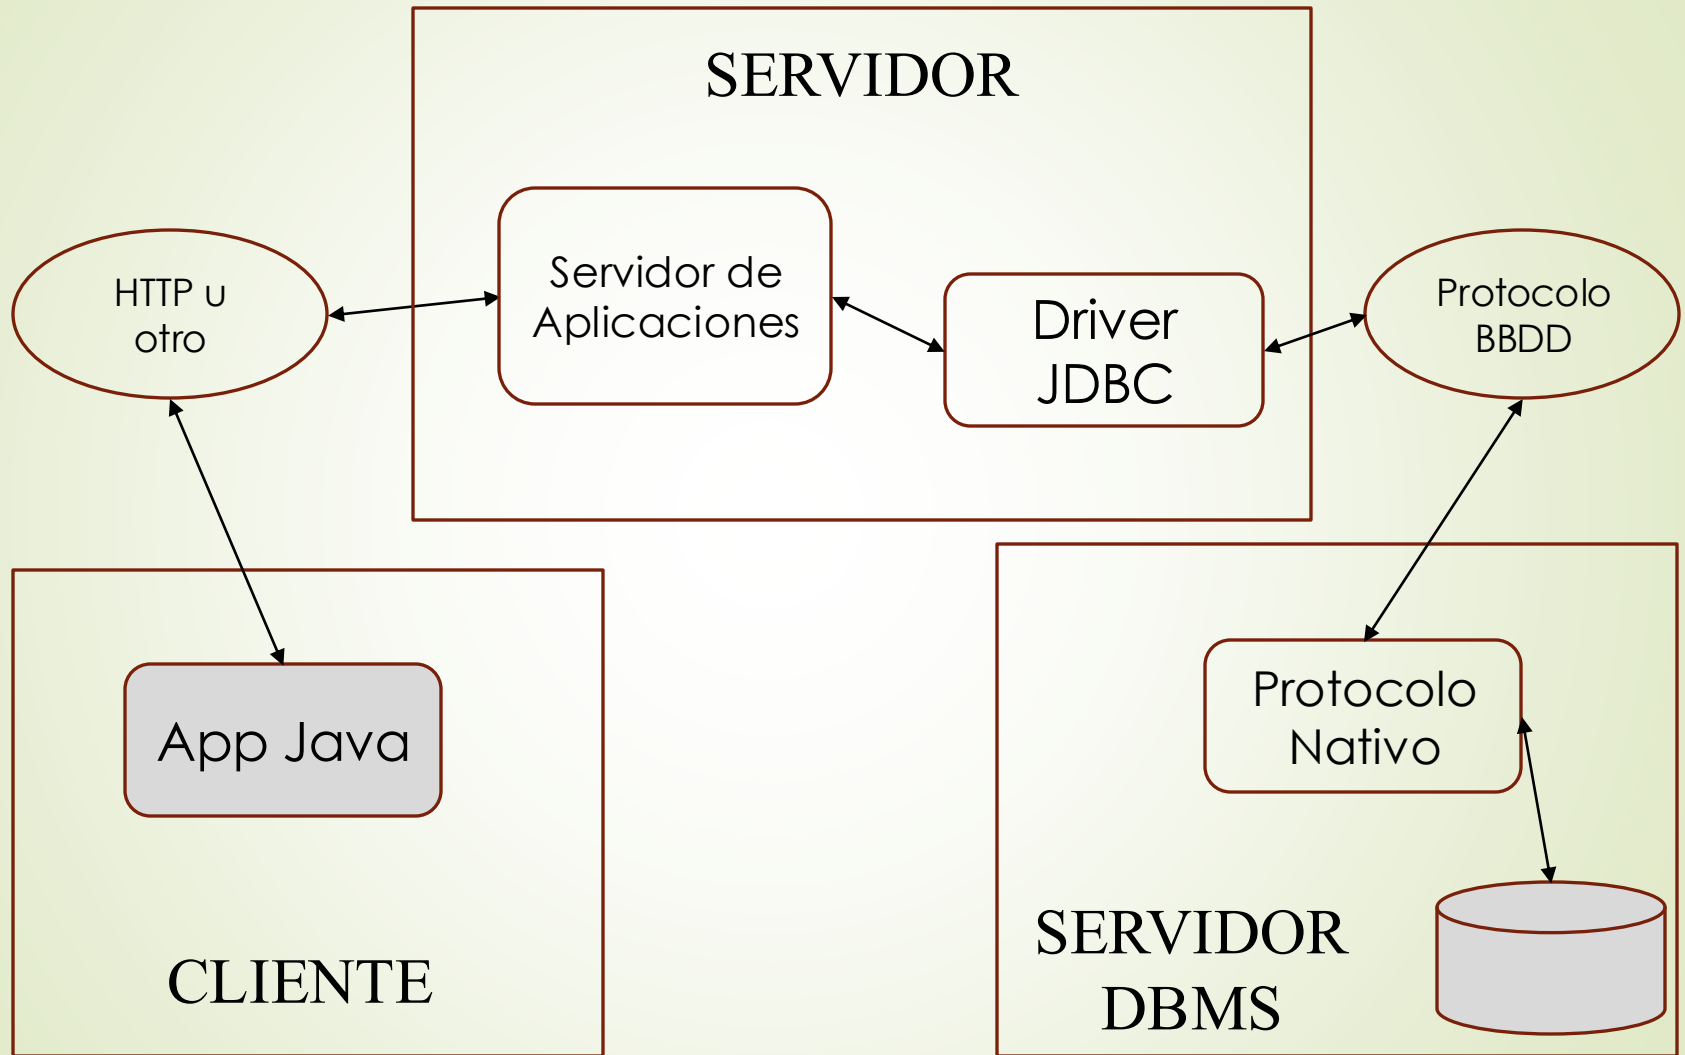 SERVIDOR
HTTP u
otro
Servidor de
Aplicaciones
Driver
JDBC
Protocolo
BBDD
App Java
CLIENTE
Protocolo
Nativo
SERVIDOR
DBMS